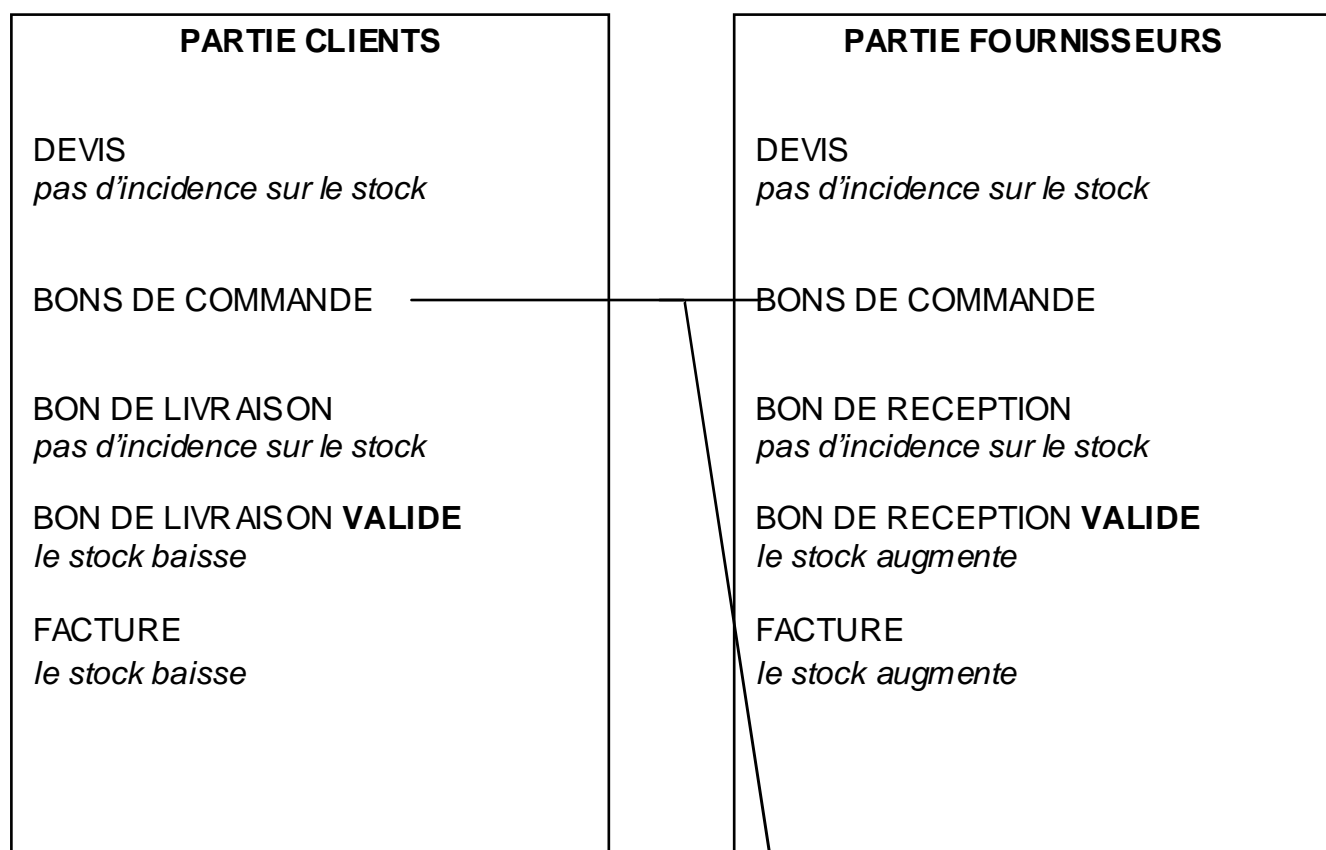 PARTIE CLIENTS
DEVIS
pas d'incidence sur le stock
BONS DE COMMANDE
BON DE LIVRAISON
pas d'incidence sur le stock
BON DE LIVRAISON VALIDE
le stock baisse
FACTURE
le stock baisse
PARTIE FOURNISSEURS
DEVIS
pas d'incidence sur le stock
BONS DE COMMANDE
BON DE RECEPTION
pas d'incidence sur le stock
BON DE RECEPTION VALIDE
le stock augmente
FACTURE
le stock augmente